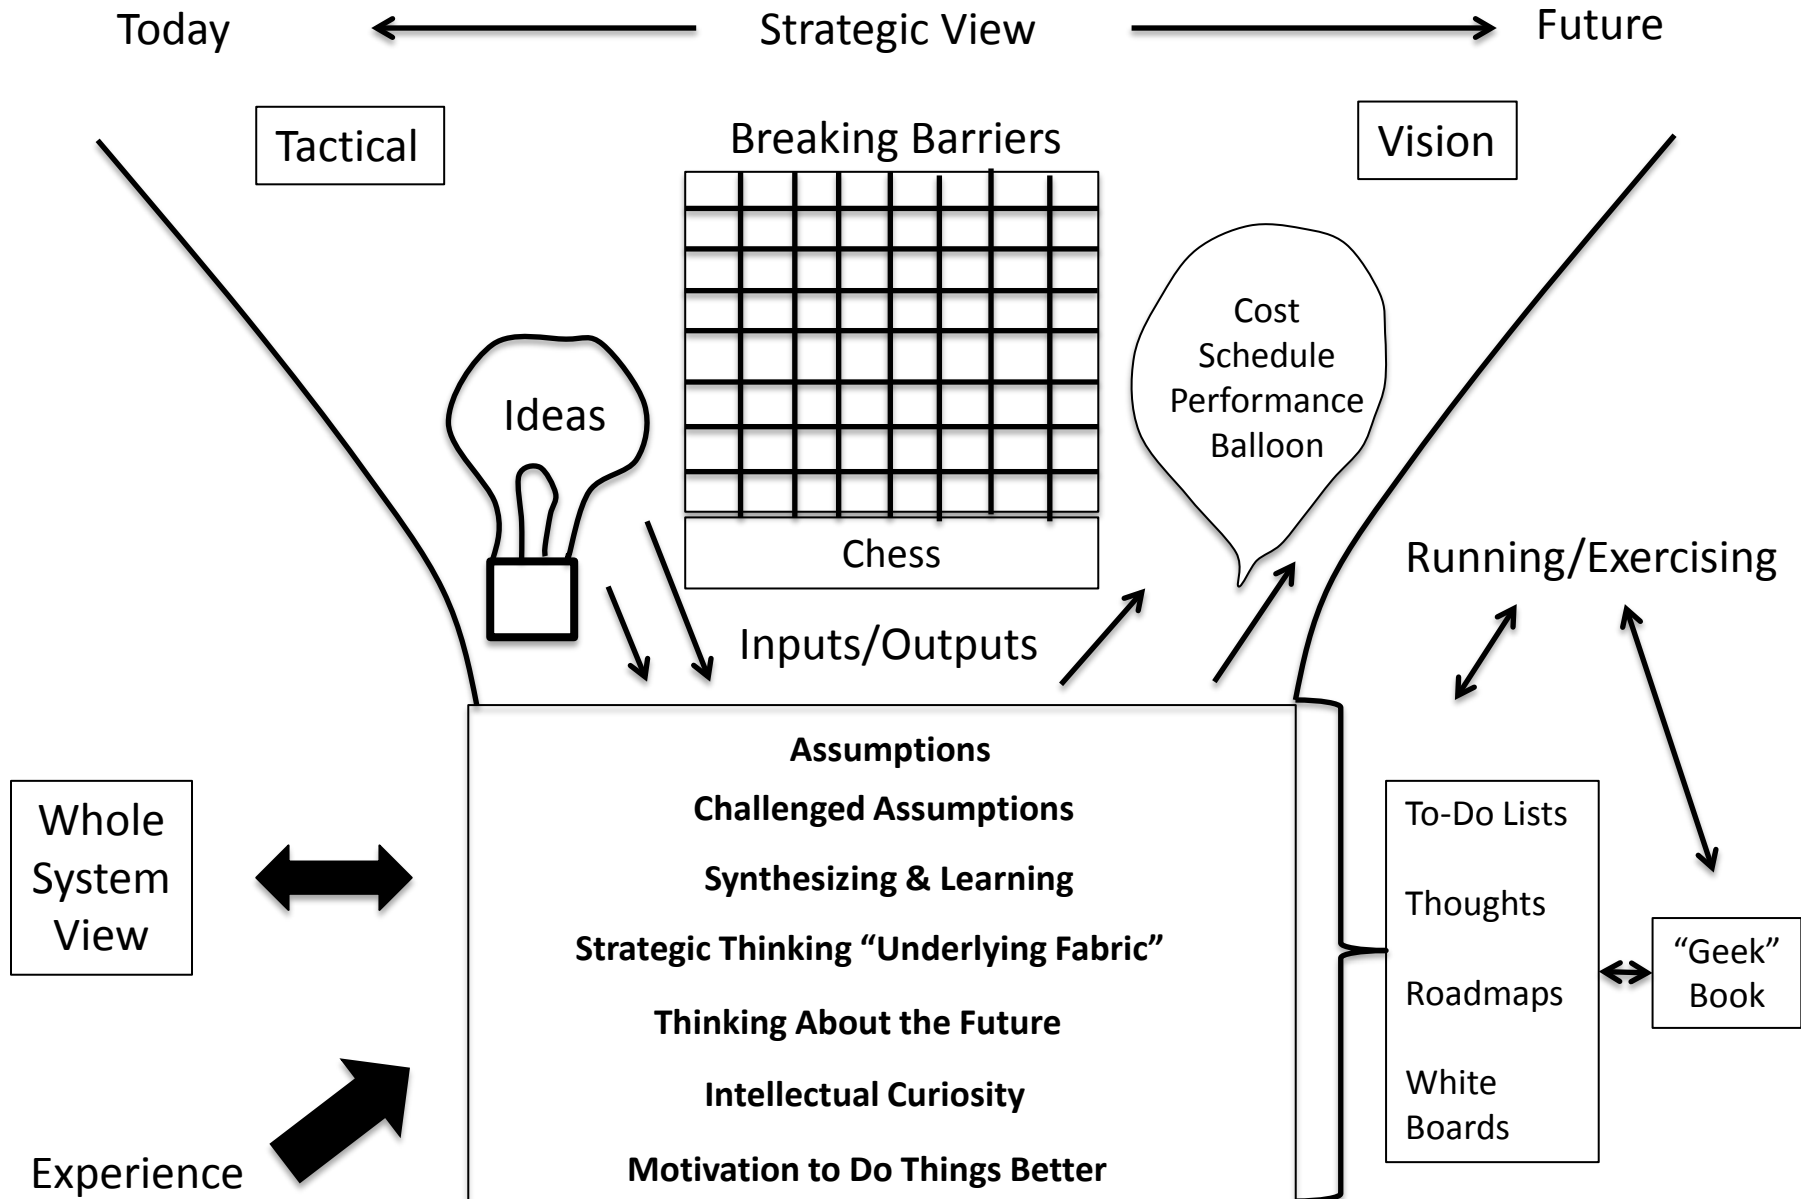 Today
Strategic View
Future
Tactical
Breaking Barriers
Vision
Ideas
Cost
Schedule
Performance
Balloon
Chess
Running/Exercising
Inputs/Outputs
Assumptions
Challenged Assumptions
Synthesizing & Learning
Strategic Thinking “Underlying Fabric”
Thinking About the Future
Intellectual Curiosity
Motivation to Do Things Better
Whole
System
View
Experience
To-Do Lists
Thoughts
Roadmaps
White
Boards
“Geek”
Book